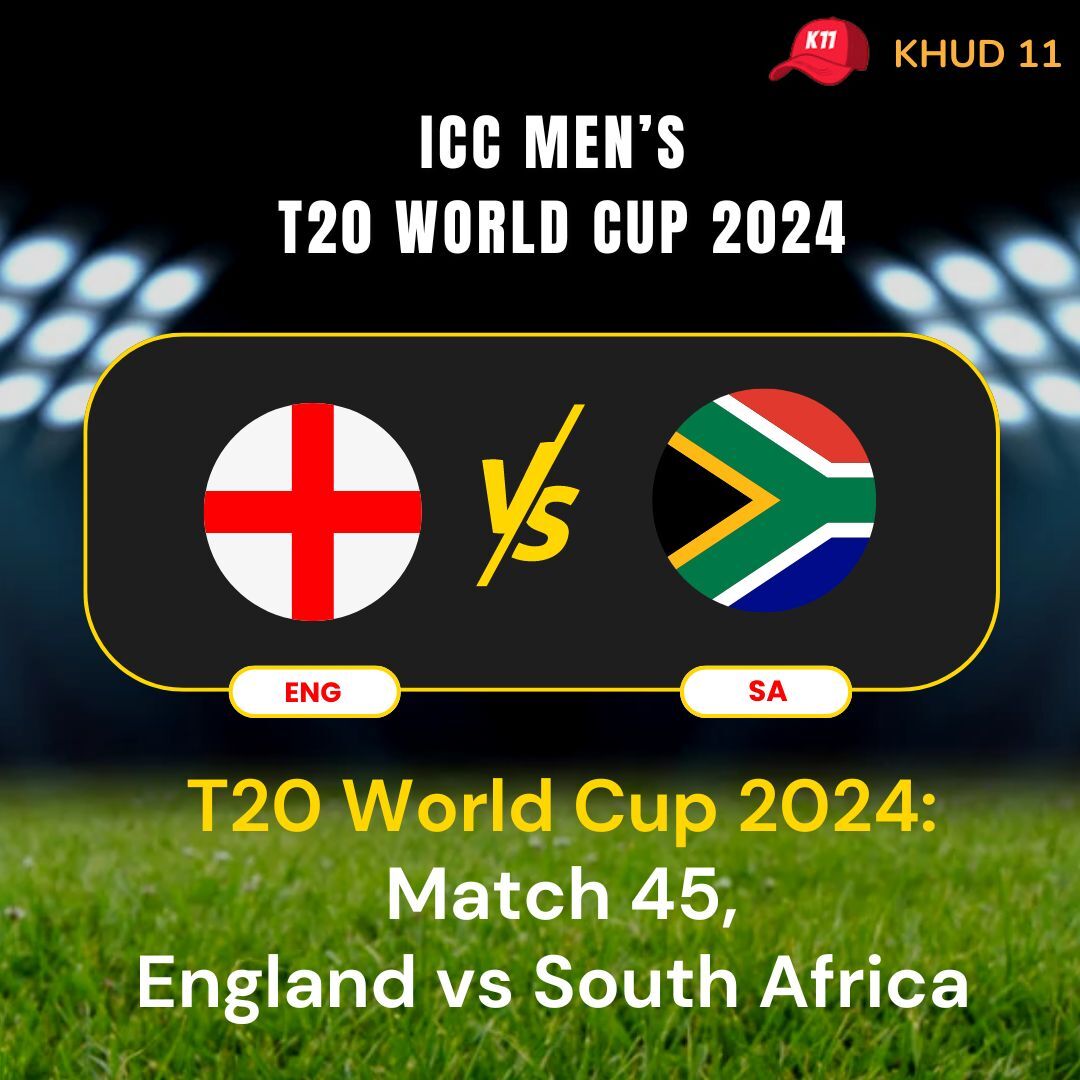 K11
KHUD 11
ICC MEN’S
T20 WORLD CUP 2024
VS
ENG
SA
T20 World Cup 2024:
Match 45,
England vs South Africa